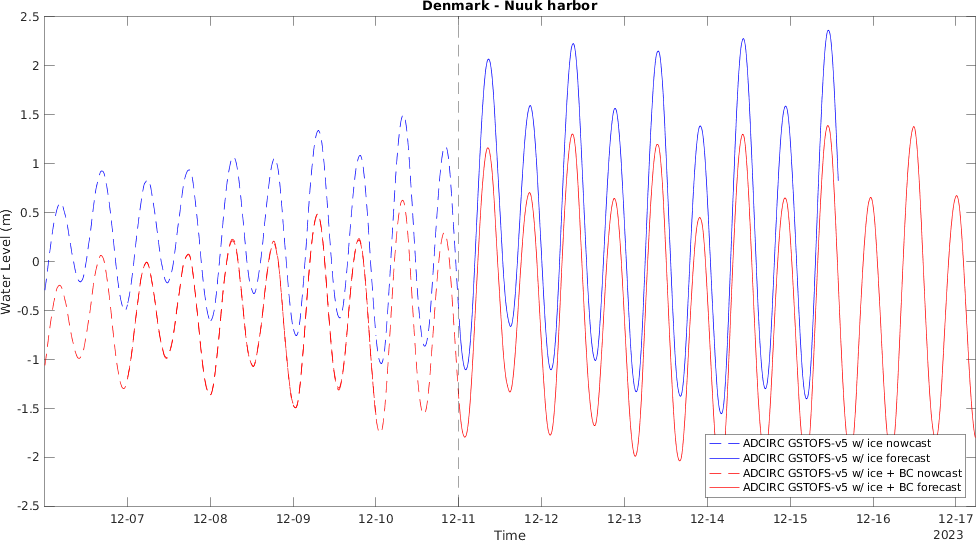 Denmark - Nuuk harbor
2.5
2
1.5
1
0.5
0
-0.5
-1
-1.5
-2
-2.5
Water Level (m)
ADCIRC GSTOFS-v5 w/ ice nowcast
ADCIRC GSTOFS-v5 w/ ice forecast
ADCIRC GSTOFS-v5 w/ ice + BC nowcast
ADCIRC GSTOFS-v5 w/ ice + BC forecast
12-07 12-08 12-09 12-10 12-11 12-12 12-13 12-14 12-15 12-16 12-17
Time
2023